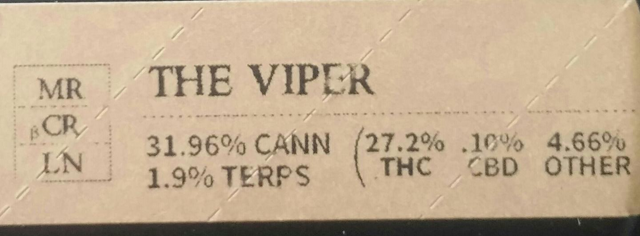 MR
βCR
LN
THE VIPER
31.96% CANN (27.2% .10% 4.66%
1.9% TERPS THC CBD OTHER